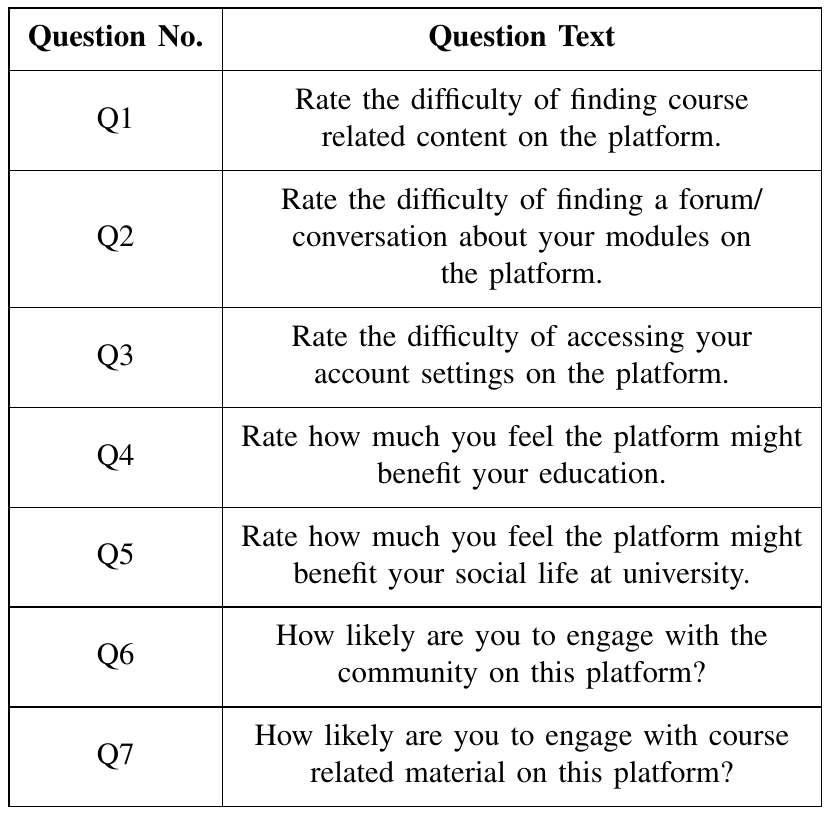 Question No. Question Text
Q1 Rate the difficulty of finding course
related content on the platform.
Q2 Rate the difficulty of finding a forum/
conversation about your modules on
the platform.
Q3 Rate the difficulty of accessing your
account settings on the platform.
Q4 Rate how much you feel the platform might
benefit your education.
Q5 Rate how much you feel the platform might
benefit your social life at university.
Q6 How likely are you to engage with the
community on this platform?
Q7 How likely are you to engage with course
related material on this platform?